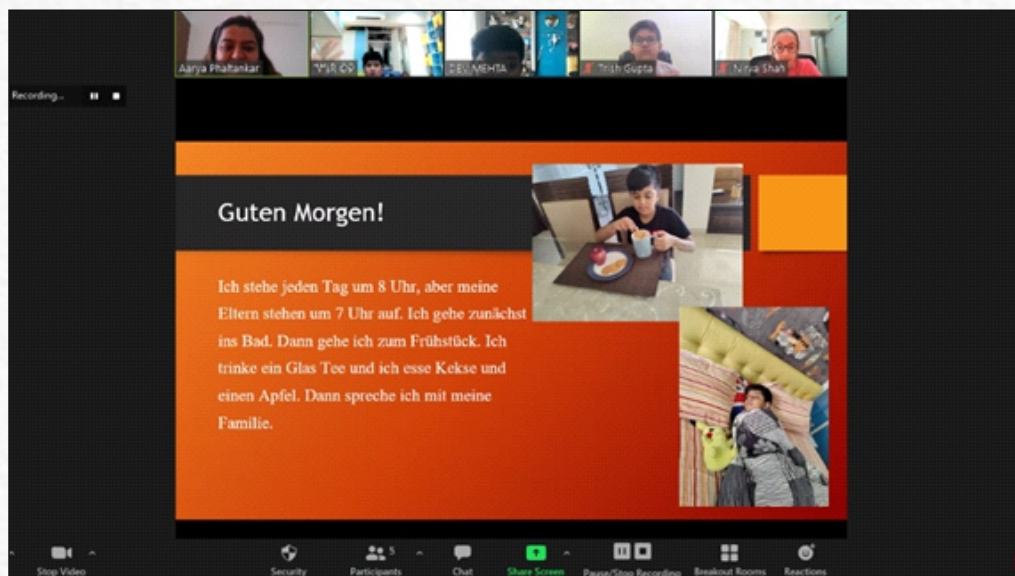 Aarya Phaltankar
DEV MEHTA
Trish Gupta
Nirva Shah
Recording...
Guten Morgen!
Ich stehe jeden Tag um 8 Uhr, aber meine
Eltern stehen um 7 Uhr auf. Ich gehe zunächst
ins Bad. Dann gehe ich zum Frühstück. Ich
trinke ein Glas Tee und ich esse Kekse und
einen Apfel. Dann spreche ich mit meine
Familie.
5
Stop Video
Security
Participants
Chat
Share Screen
Pause/Stop Recording
Breakout Rooms
Reactions